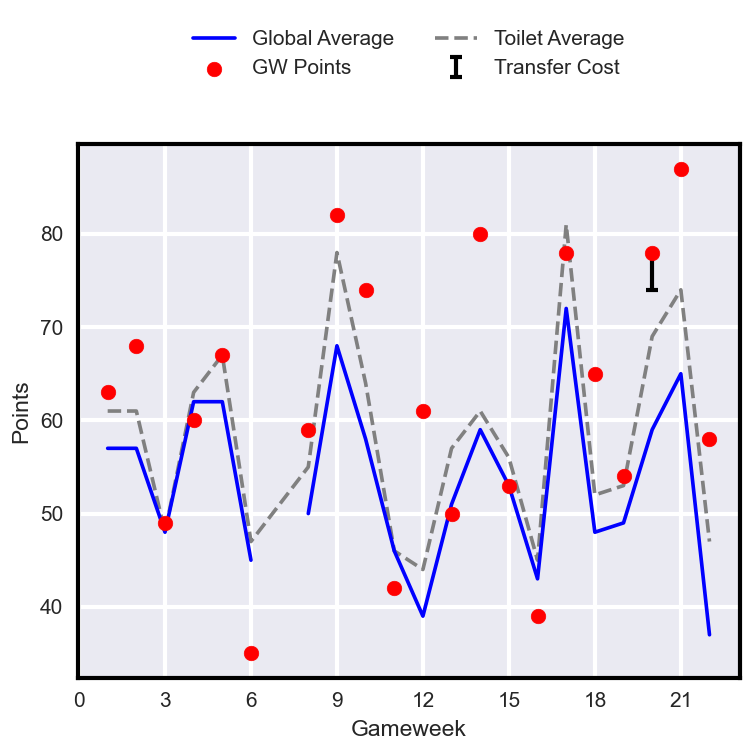 Global Average
Toilet Average
GW Points
Transfer Cost
80
70
60
50
40
Points
0 3 6 9 12 15 18 21
Gameweek